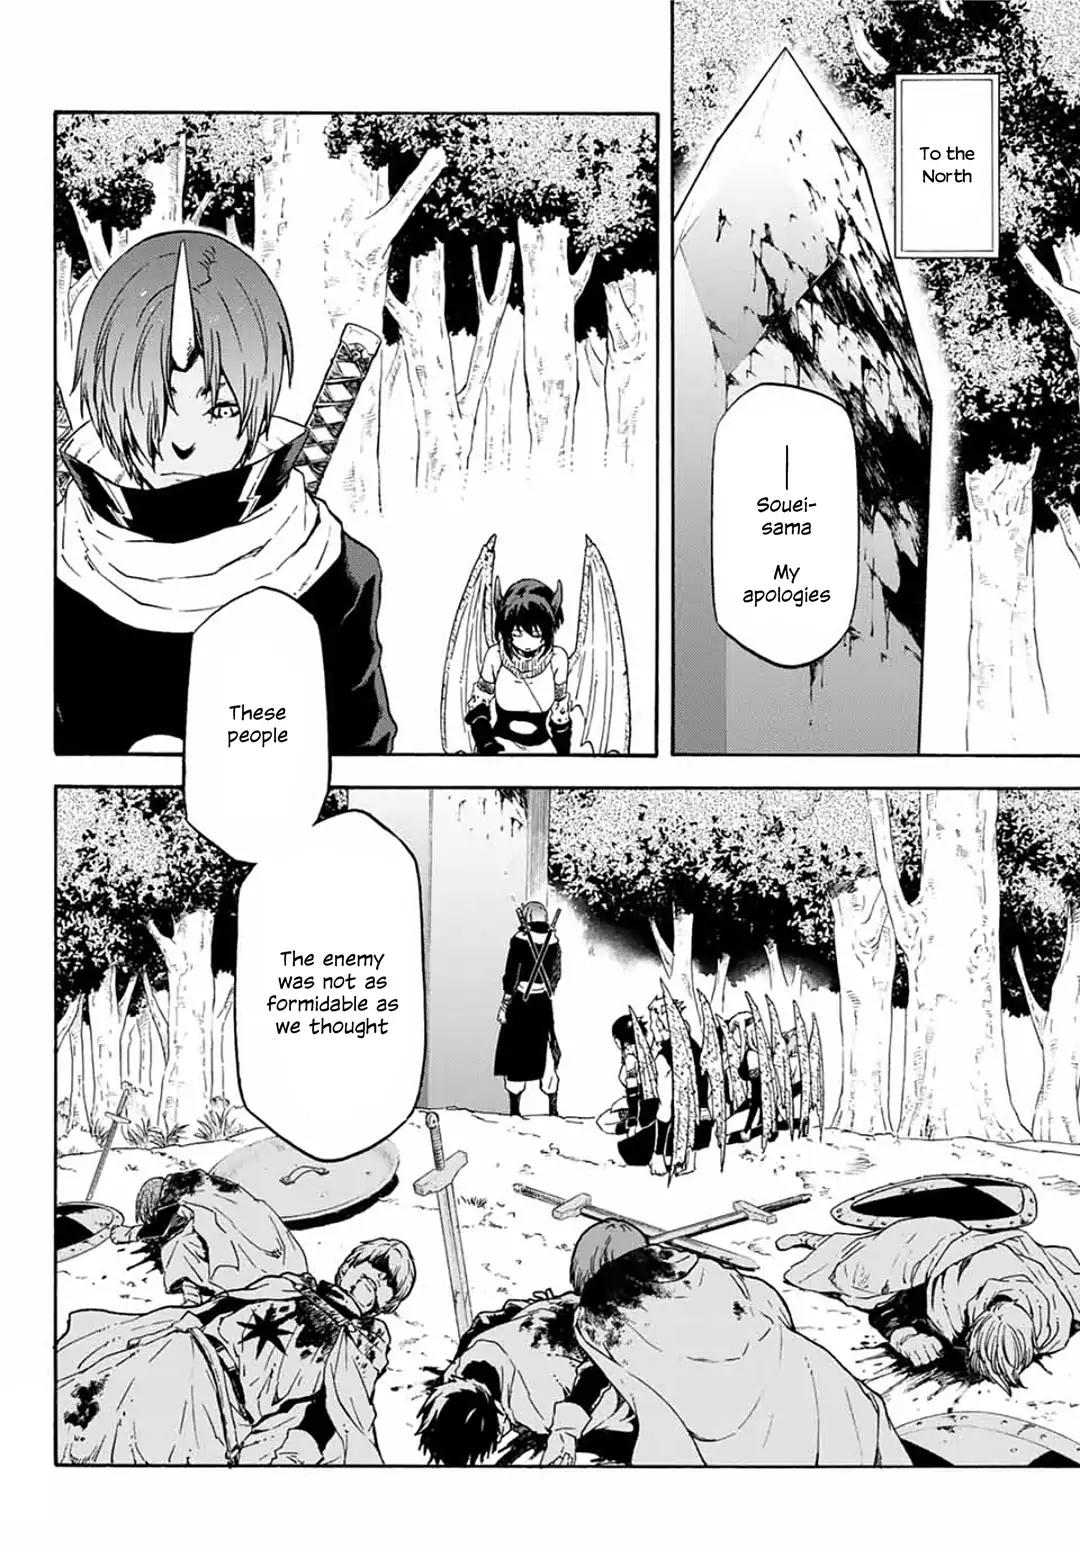 To the
North
—
Souei-
sama
My
apologies
These
people
The enemy
was not as
formidable as
we thought